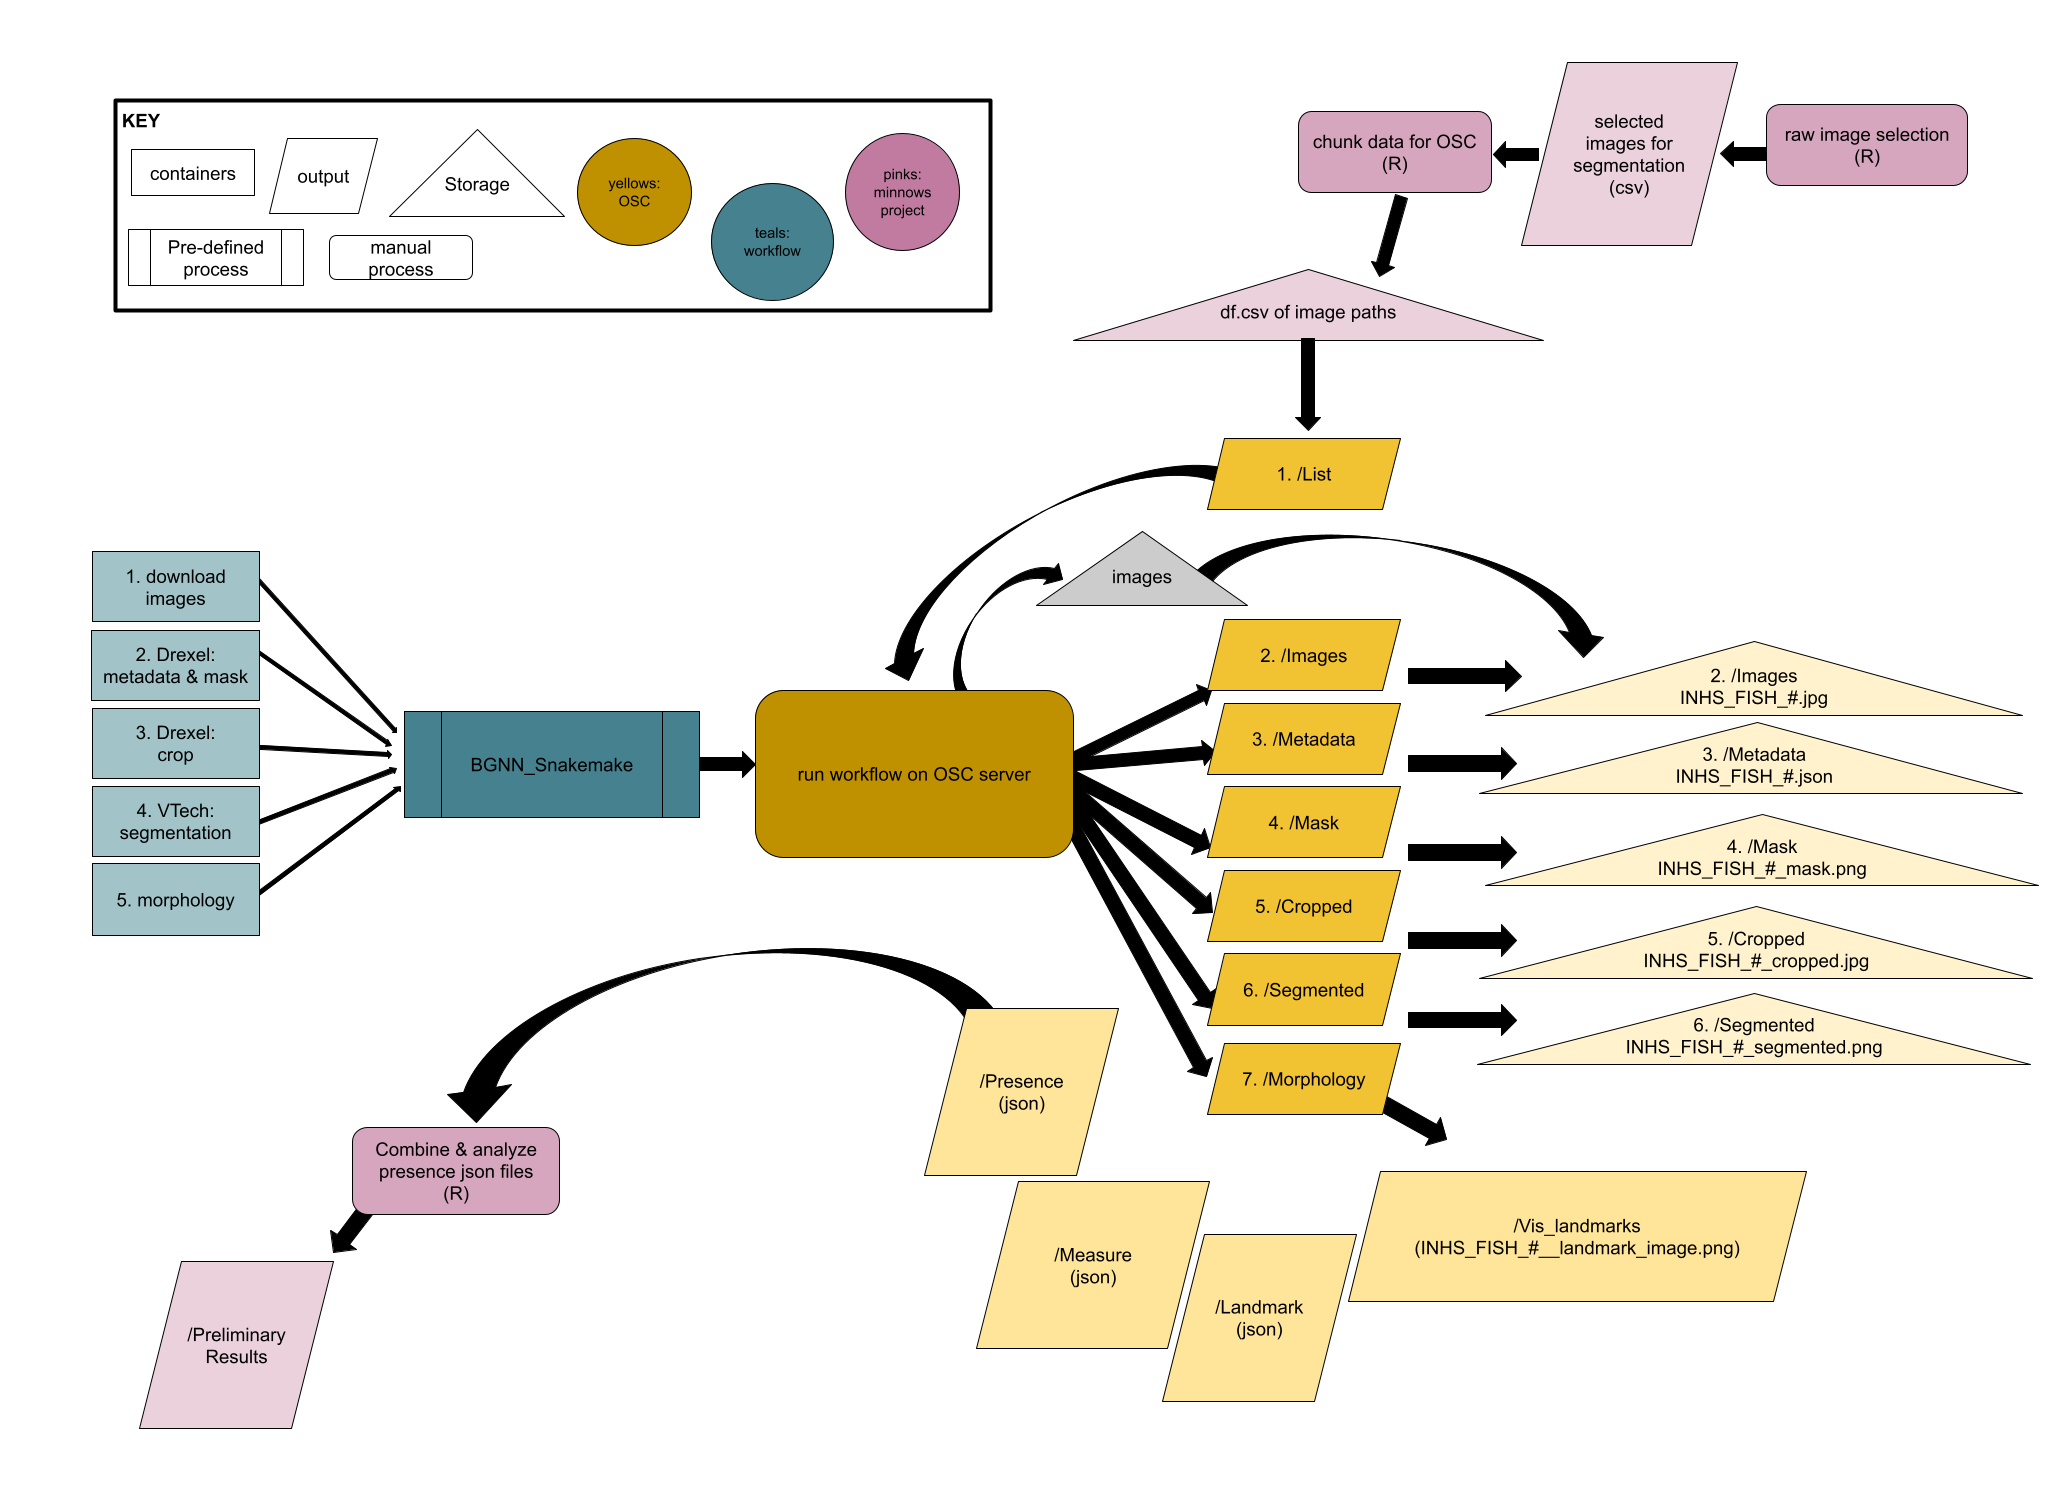 KEY
containers
output
Storage
yellows:
OSC
teals:
workflow
pinks:
minnows
project
Pre-defined
process
manual
process
raw image selection
(R)
selected
images for
segmentation
(csv)
chunk data for OSC
(R)
df.csv of image paths
1. /List
images
1. download
images
2. Drexel:
metadata & mask
3. Drexel:
crop
4. VTech:
segmentation
5. morphology
BGNN_Snakemake
run workflow on OSC server
2. /Images
3. /Metadata
4. /Mask
5. /Cropped
6. /Segmented
7. /Morphology
2. /Images
INHS_FISH_#.jpg
3. /Metadata
INHS_FISH_#.json
4. /Mask
INHS_FISH_#_mask.png
5. /Cropped
INHS_FISH_#_cropped.jpg
6. /Segmented
INHS_FISH_#_segmented.png
/Presence
(json)
/Measure
(json)
/Landmark
(json)
/Vis_landmarks
(INHS_FISH_#__landmark_image.png)
Combine & analyze
presence json files
(R)
/Preliminary
Results